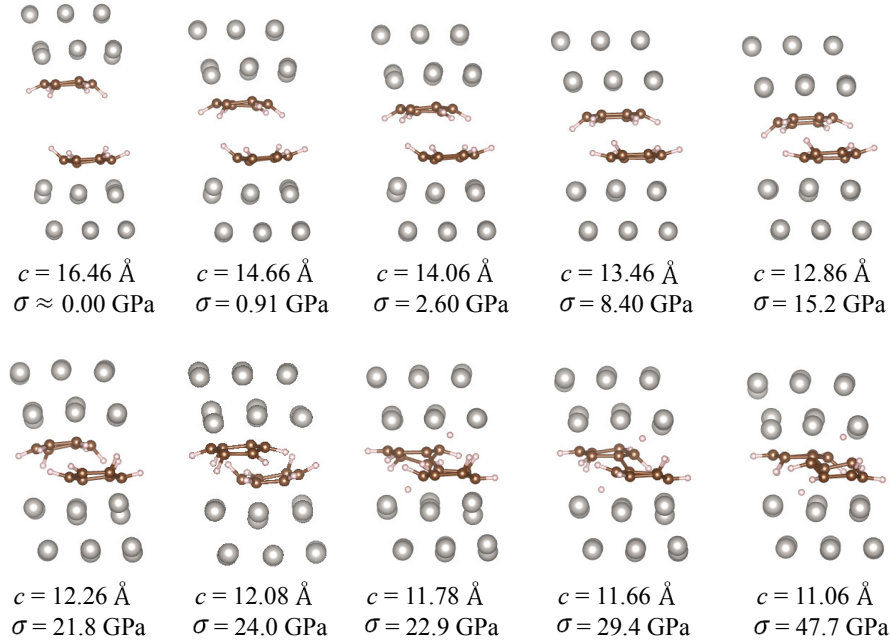 c = 16.46 Å c = 14.66 Å c = 14.06 Å c = 13.46 Å c = 12.86 Å
σ ≈ 0.00 GPa σ = 0.91 GPa σ = 2.60 GPa σ = 8.40 GPa σ = 15.2 GPa
c = 12.26 Å c = 12.08 Å c = 11.78 Å c = 11.66 Å c = 11.06 Å
σ = 21.8 GPa σ = 24.0 GPa σ = 22.9 GPa σ = 29.4 GPa σ = 47.7 GPa